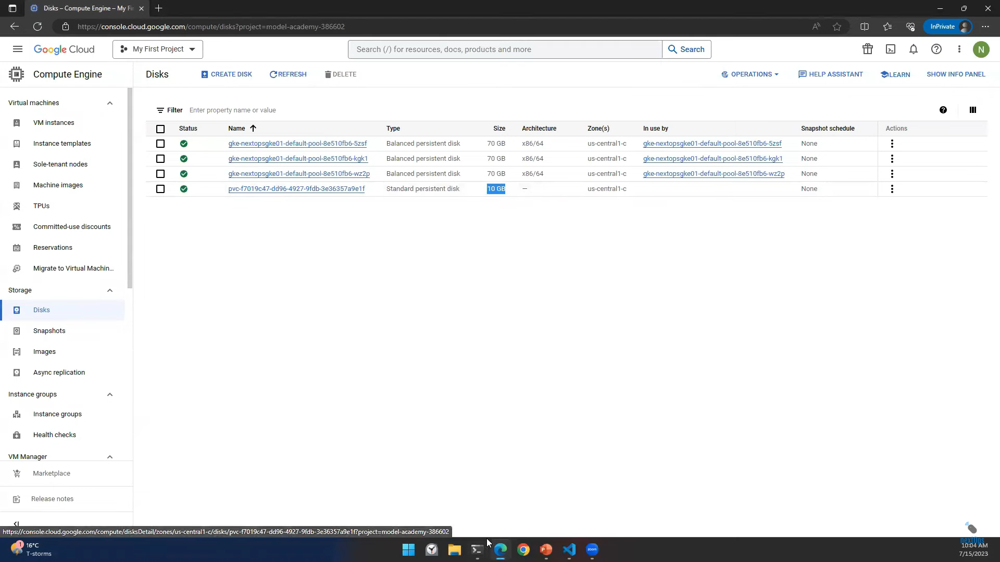 Disks – Compute Engine – My Fir
https://console.cloud.google.com/compute/disks?project=model-academy-386602
InPrivate
Google Cloud
My First Project
Search (/) for resources, docs, products and more
Search
N
Compute Engine
Disks
CREATE DISK
REFRESH
DELETE
OPERATIONS
HELP ASSISTANT
LEARN
SHOW INFO PANEL
Virtual machines
VM instances
Instance templates
Sole-tenant nodes
Machine images
TPUs
Committed-use discounts
Reservations
Migrate to Virtual Machin...
Storage
Disks
Snapshots
Images
Async replication
Instance groups
Instance groups
Health checks
VM Manager
Marketplace
Release notes
Filter Enter property name or value
Status Name Type Size Architecture Zone(s) In use by Snapshot schedule Actions
gke-nextopsgke01-default-pool-8e510fb6-5zsf Balanced persistent disk 70 GB x86/64 us-central1-c gke-nextopsgke01-default-pool-8e510fb6-5zsf None
gke-nextopsgke01-default-pool-8e510fb6-kgk1 Balanced persistent disk 70 GB x86/64 us-central1-c gke-nextopsgke01-default-pool-8e510fb6-kgk1 None
gke-nextopsgke01-default-pool-8e510fb6-wz2p Balanced persistent disk 70 GB x86/64 us-central1-c gke-nextopsgke01-default-pool-8e510fb6-wz2p None
pvc-f7019c47-dd96-4927-9fdb-3e36357a9e1f Standard persistent disk 10 GB — us-central1-c None
https://console.cloud.google.com/compute/disksDetail/zones/us-central1-c/disks/pvc-f7019c47-dd96-4927-9fdb-3e36357a9e1f?project=model-academy-386602
1
16°C
T-storms
zoom
nextops
10:04 AM
7/15/2023